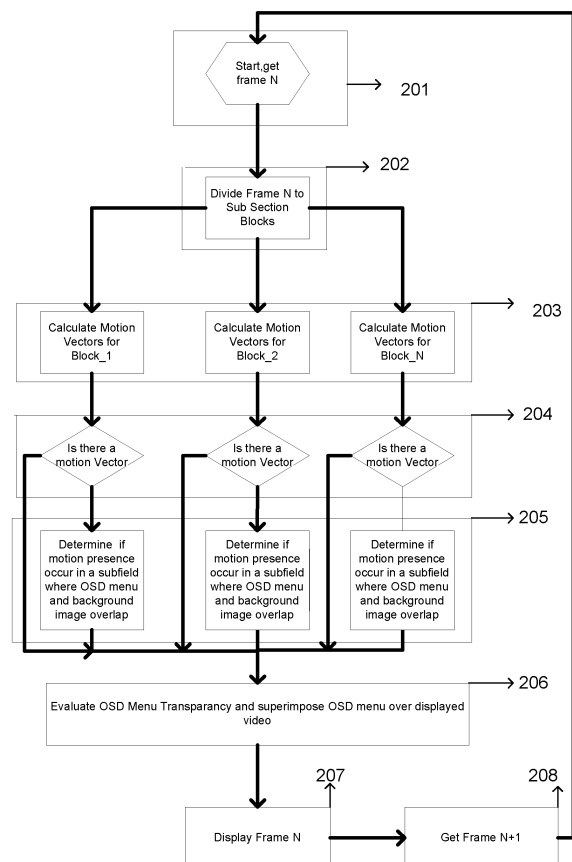 Start,get
frame N
201
202
Divide Frame N to
Sub Section
Blocks
203
Calculate Motion
Vectors for
Block_1
Calculate Motion
Vectors for
Block_2
Calculate Motion
Vectors for
Block_N
204
Is there a
motion Vector
Is there a
motion Vector
Is there a
motion Vector
205
Determine if
motion presence
occur in a subfield
where OSD menu
and background
image overlap
Determine if
motion presence
occur in a subfield
where OSD menu
and background
image overlap
Determine if
motion presence
occur in a subfield
where OSD menu
and background
image overlap
206
Evaluate OSD Menu Transparancy and superimpose OSD menu over displayed
video
207
208
Display Frame N
Get Frame N+1